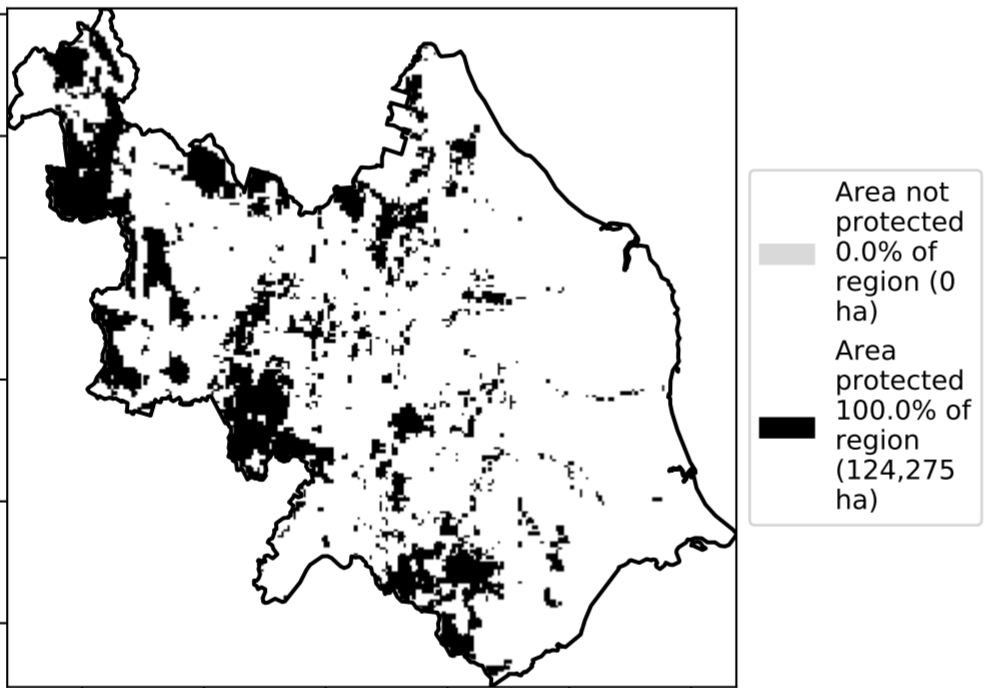 Area not
protected
0.0% of
region (0
ha)
Area
protected
100.0% of
region
(124,275
ha)